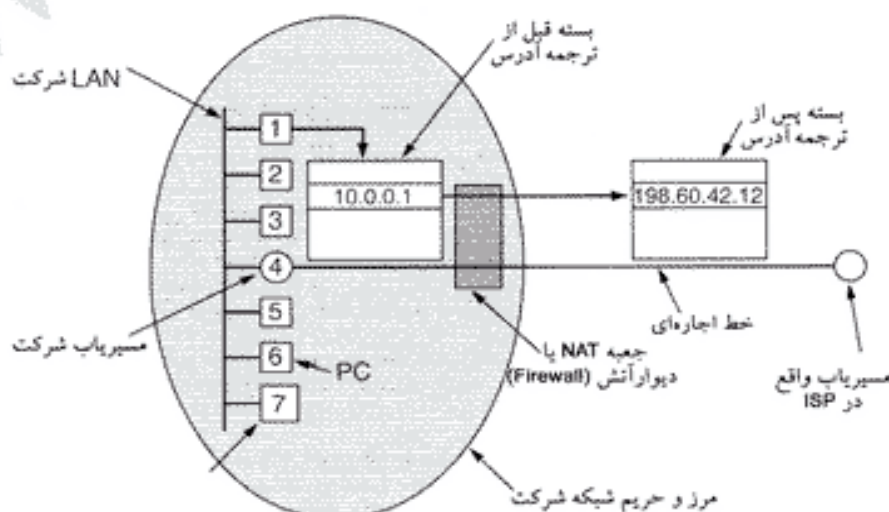 بسته قبل از
ترجمه آدرس
LAN شرکت
بسته پس از
ترجمه آدرس
1
2
10.0.0.1
198.60.42.12
3
4
خط اجاره‌ای
5
مسیریاب شرکت
جعبه NAT یا
دیوارآتش (Firewall)
6
PC
مسیریاب واقع
در ISP
7
مرز و حریم شبکه شرکت